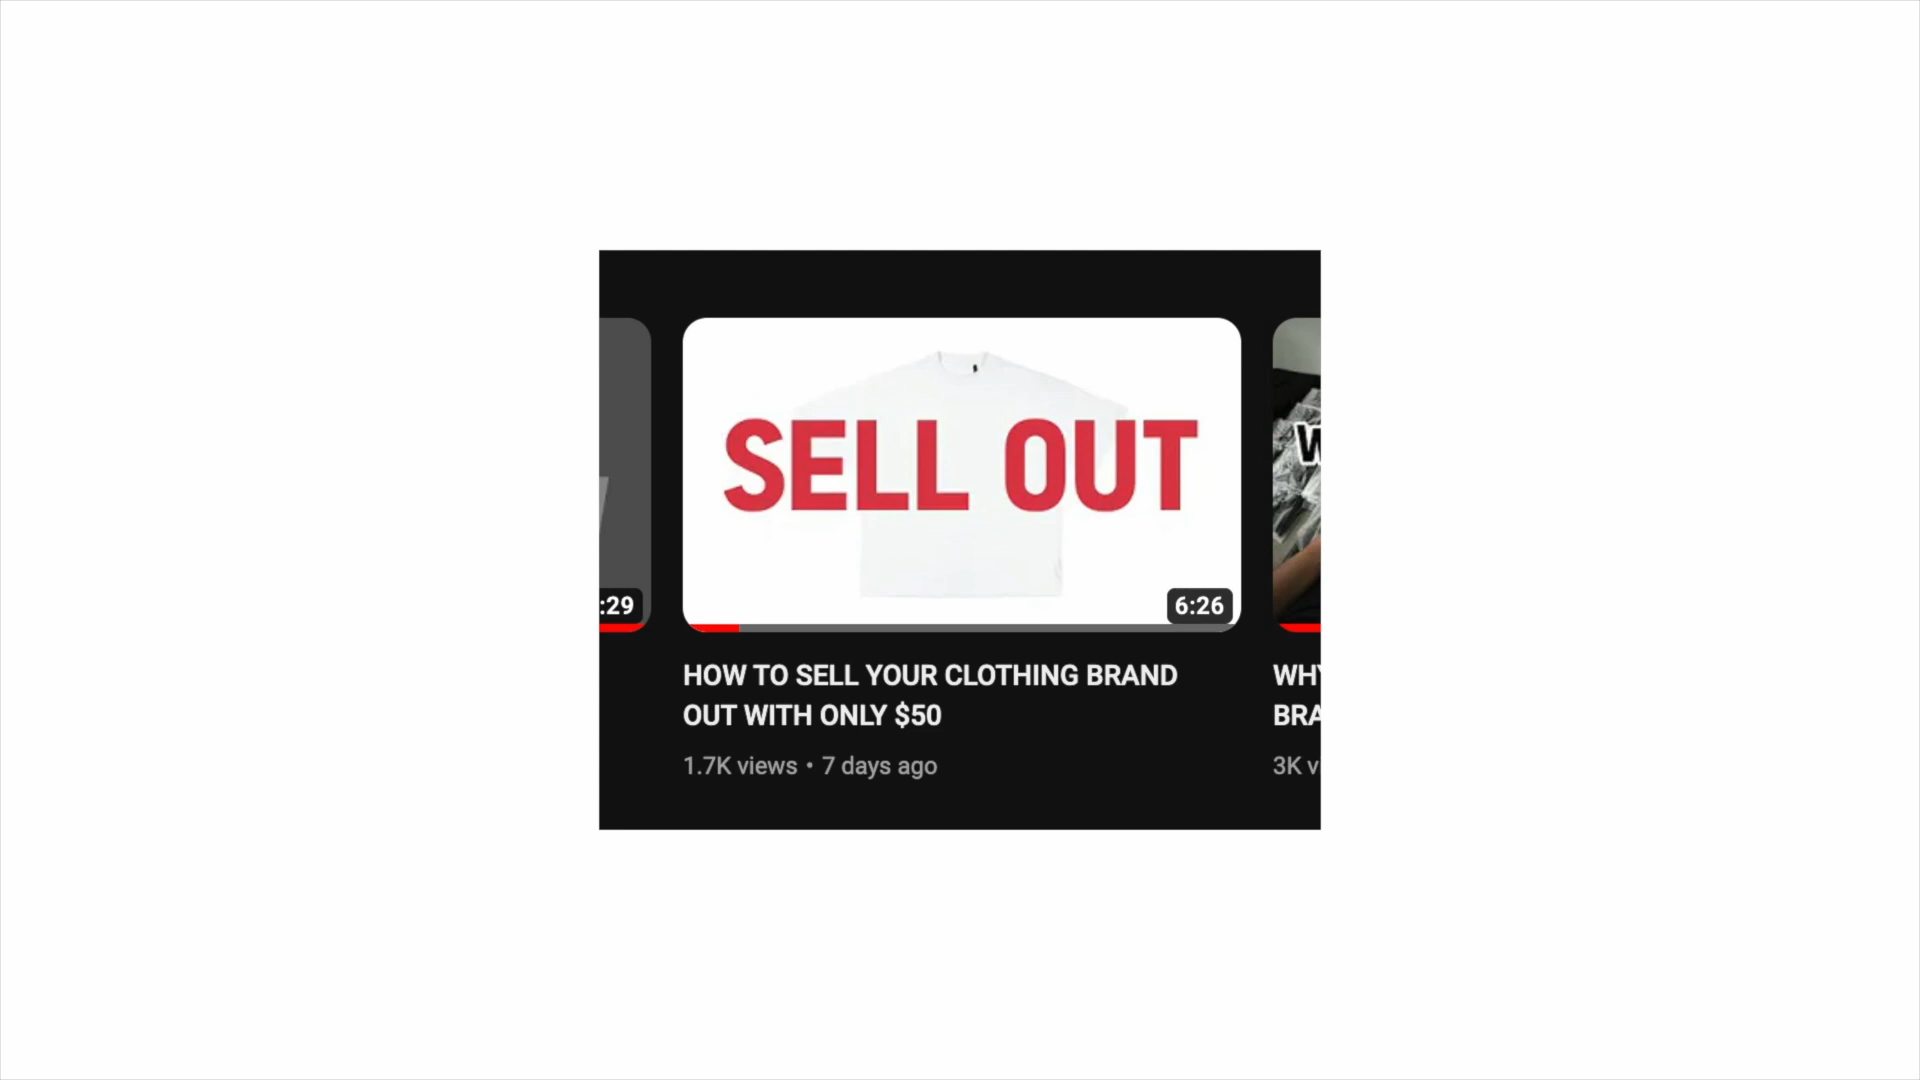 SELL OUT
:29
6:26
W
HOW TO SELL YOUR CLOTHING BRAND
OUT WITH ONLY $50
1.7K views • 7 days ago
WHY
BRA
3K v